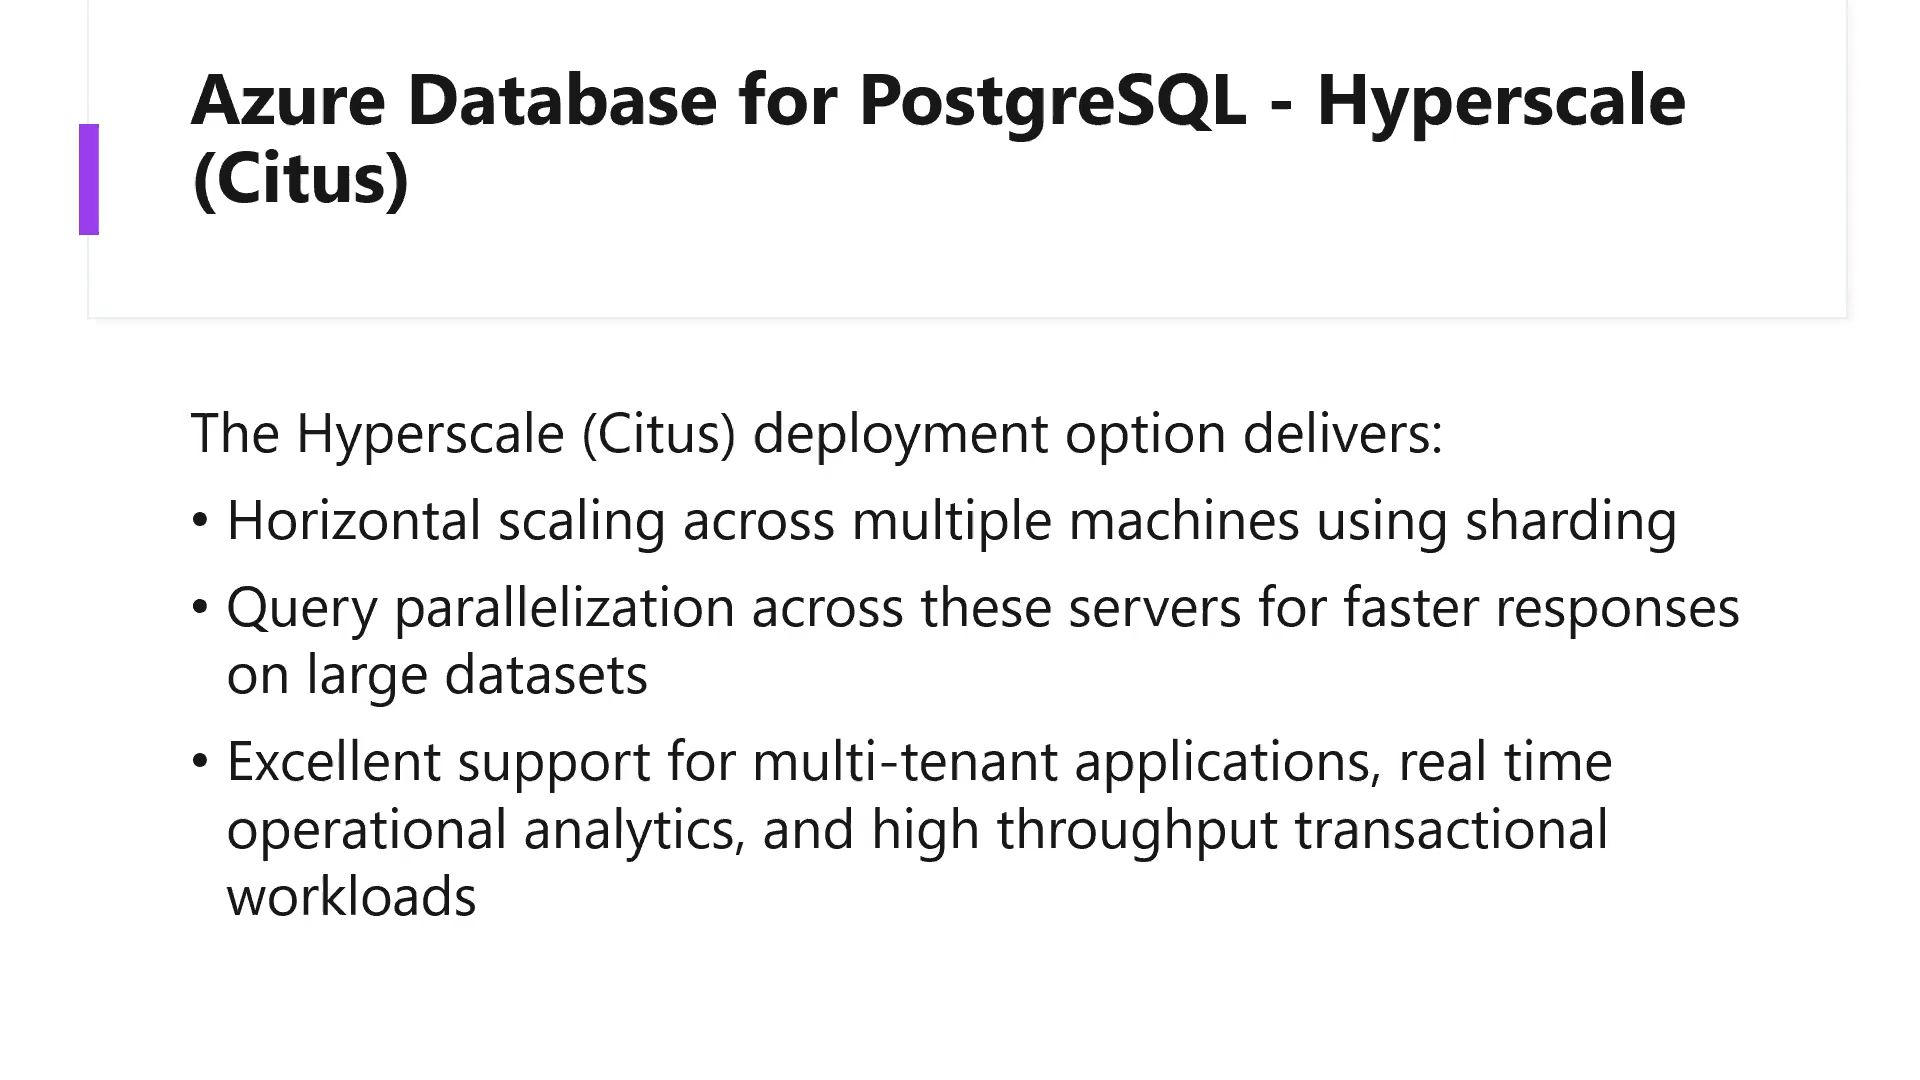 Azure Database for PostgreSQL - Hyperscale
(Citus)
The Hyperscale (Citus) deployment option delivers:
• Horizontal scaling across multiple machines using sharding
• Query parallelization across these servers for faster responses
on large datasets
• Excellent support for multi-tenant applications, real time
operational analytics, and high throughput transactional
workloads